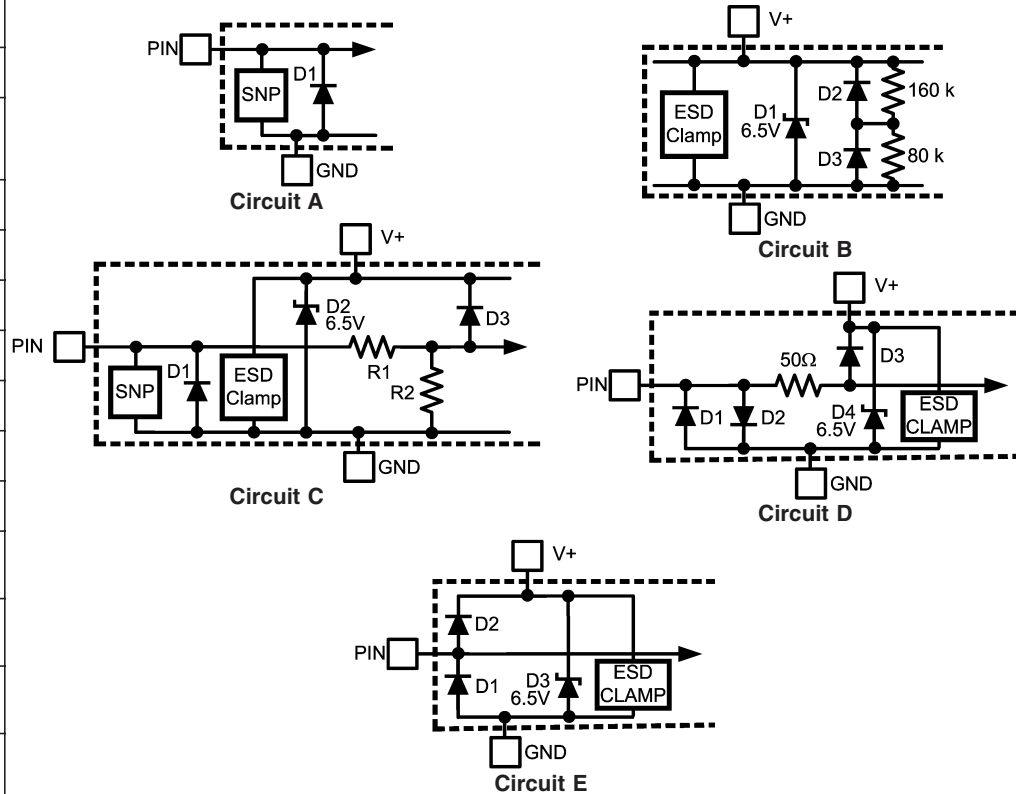 PIN
SNP
D1
GND
Circuit A
V+
ESD
Clamp
D1
6.5V
D2
D3
160 k
80 k
GND
Circuit B
V+
PIN
SNP
D1
ESD
Clamp
D2
6.5V
R1
R2
D3
GND
Circuit C
V+
PIN
D1
D2
50Ω
D3
D4
6.5V
ESD
CLAMP
GND
Circuit D
V+
PIN
D2
D1
D3
6.5V
ESD
CLAMP
GND
Circuit E